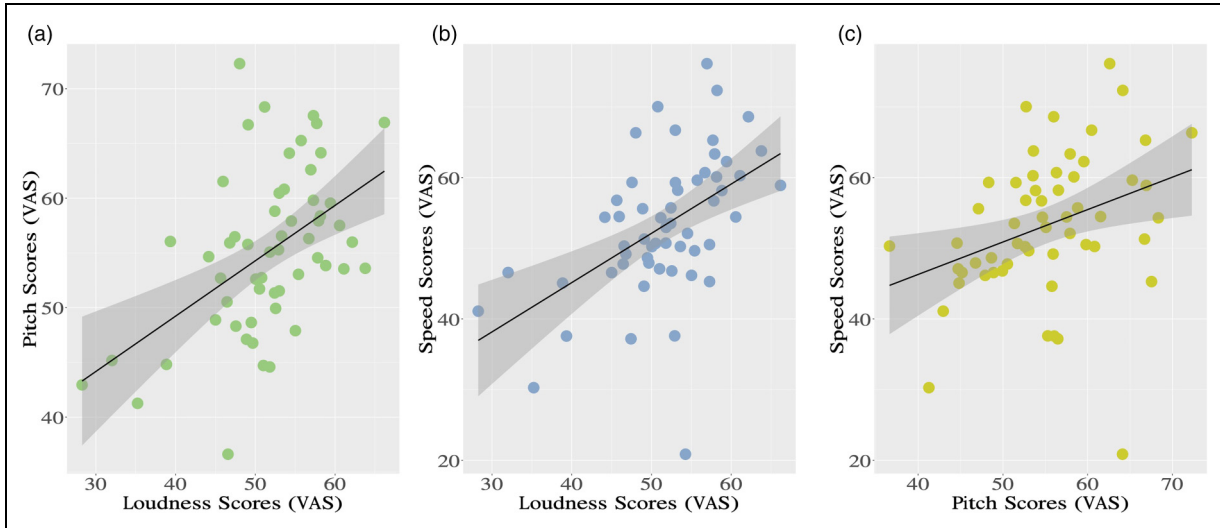 (a)
(b)
(c)
Pitch Scores (VAS)
70
60
50
40
30 40 50 60
Loudness Scores (VAS)
Speed Scores (VAS)
80
60
40
20
30 40 50 60
Loudness Scores (VAS)
Speed Scores (VAS)
80
60
40
20
40 50 60 70
Pitch Scores (VAS)